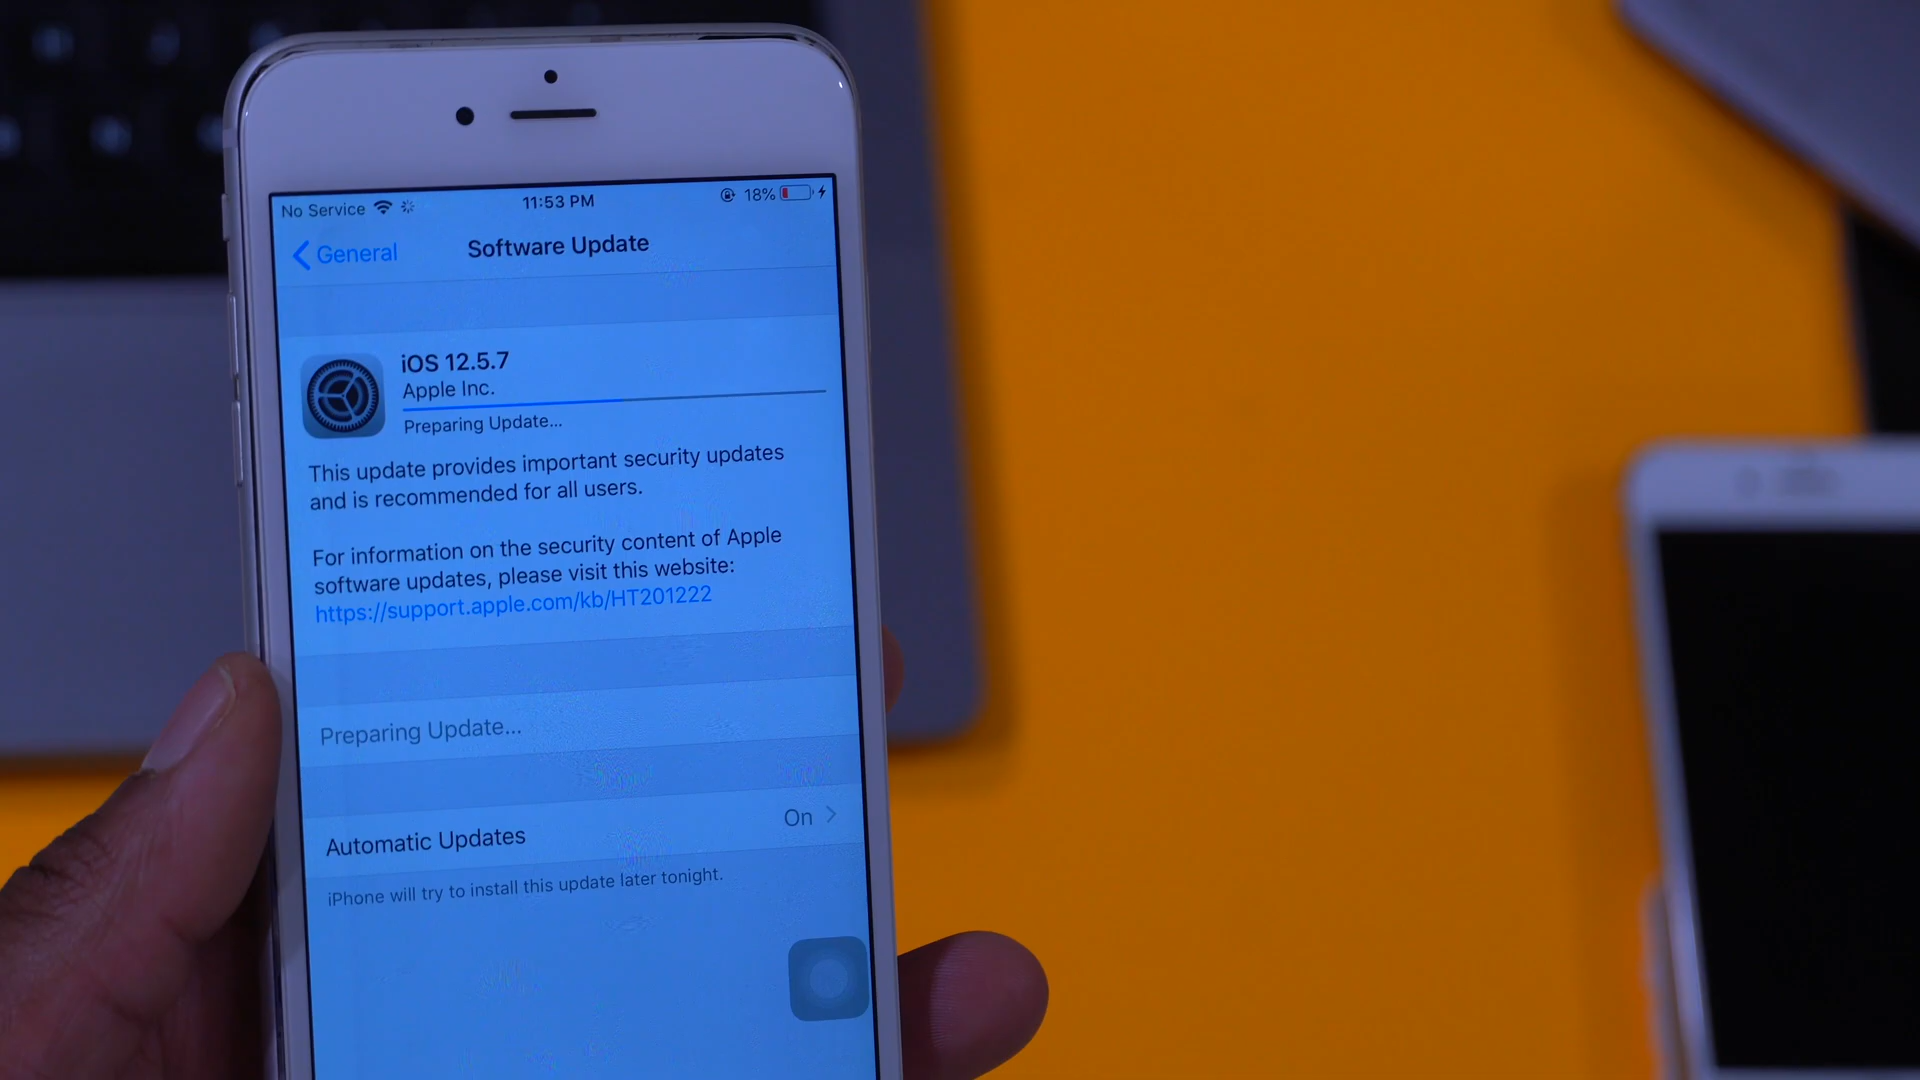 No Service 11:53 PM 18%
General Software Update
iOS 12.5.7
Apple Inc.
Preparing Update...
This update provides important security updates
and is recommended for all users.
For information on the security content of Apple
software updates, please visit this website:
https://support.apple.com/kb/HT201222
Preparing Update...
Automatic Updates On
iPhone will try to install this update later tonight.